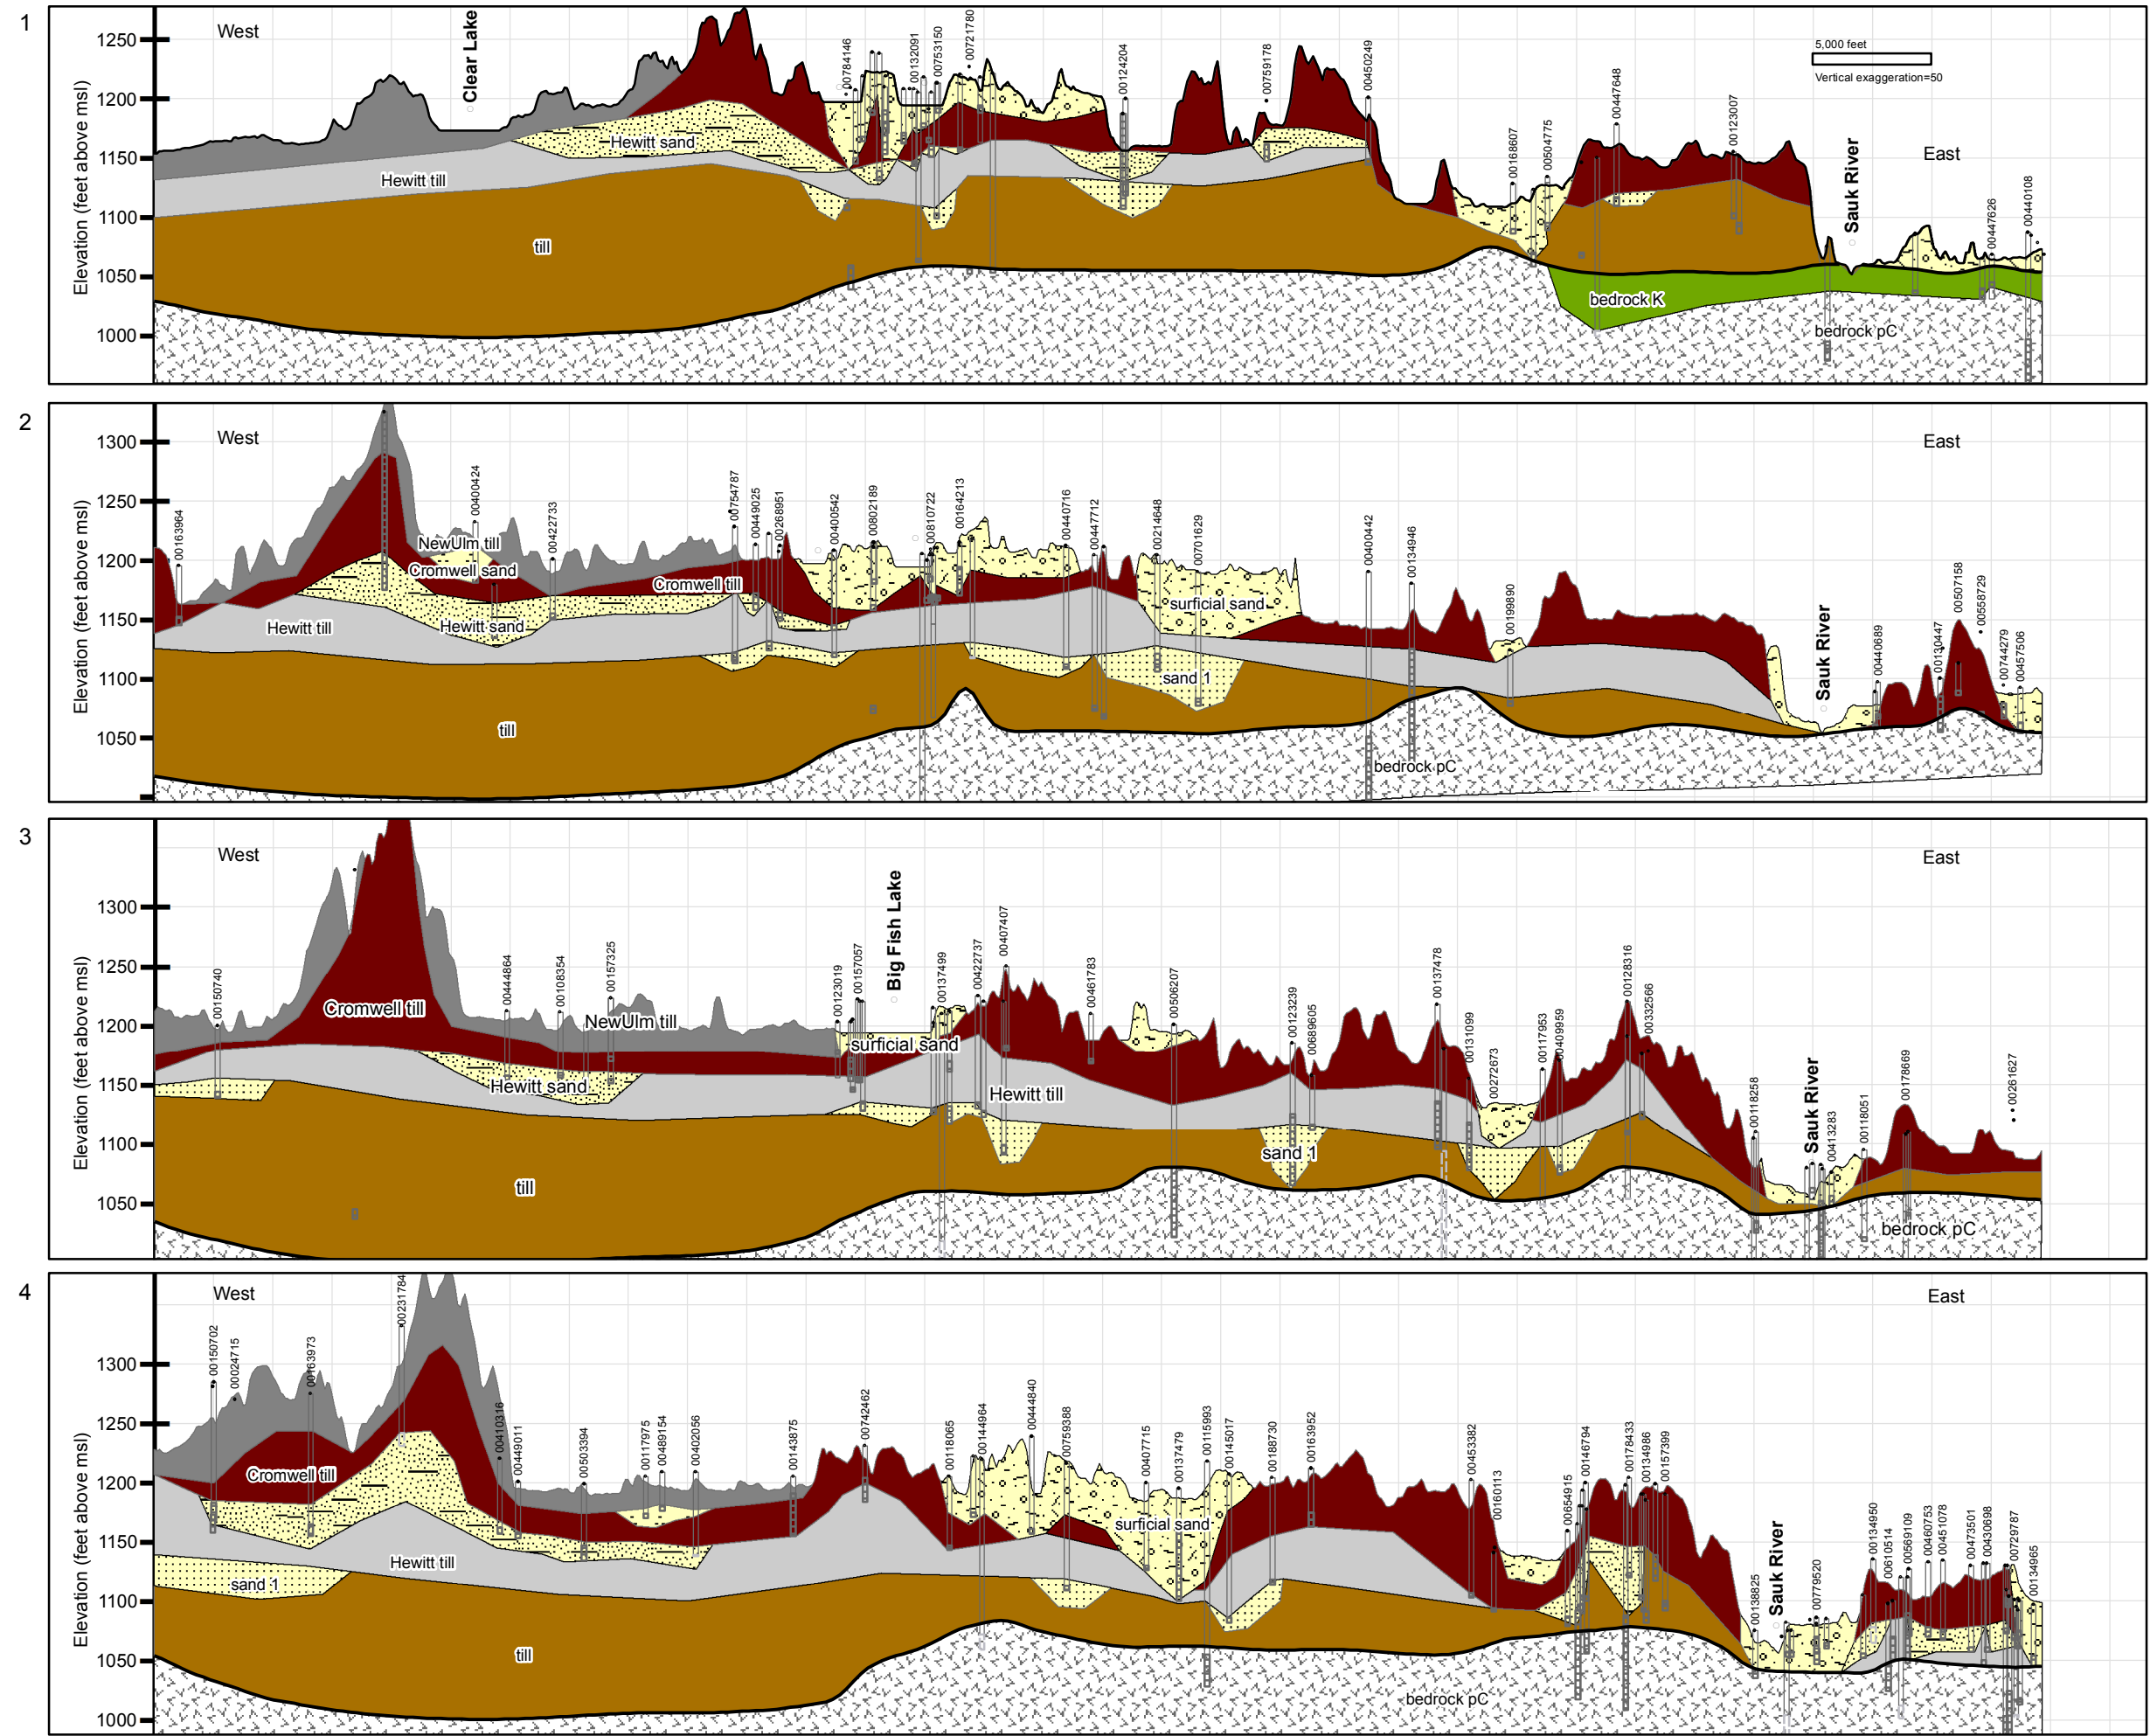 1
West
Clear Lake
00784146
00132091
00753150
00721780
00124204
00759178
00450249
00168607
00504775
00447648
00123007
Sauk River
East
00447626
00440108
5,000 feet
Vertical exaggeration=50
Elevation (feet above msl)
1250
1200
1150
1100
1050
1000
Hewitt sand
Hewitt till
till
bedrock K
bedrock pC
2
West
East
00163964
00400424
00422733
00754787
00449025
00268951
00400542
00802189
00810722
00164213
00440716
00447712
00214648
00701629
00400442
00134946
00199890
Sauk River
00440689
00130447
00507158
00558729
00744279
00457506
Elevation (feet above msl)
1300
1250
1200
1150
1100
1050
NewUlm till
Cromwell sand
Cromwell till
Hewitt sand
Hewitt till
surficial sand
sand 1
till
bedrock pC
3
West
East
00150740
00444864
00108354
00157325
00123019
00157057
Big Fish Lake
00137499
00422737
00407407
00461783
00506207
00123239
00689605
00137478
00131099
00272673
00117953
00409959
00128316
00332566
00118258
Sauk River
00413283
00118051
00178669
00261627
Elevation (feet above msl)
1300
1250
1200
1150
1100
1050
Cromwell till
NewUlm till
surficial sand
Hewitt sand
Hewitt till
sand 1
till
bedrock pC
4
West
East
00150702
00024715
00163973
00231784
00410316
00449011
00503394
00117975
00489154
00402056
00143875
00742462
00118065
00144964
00444840
00759388
00407715
00137479
00115993
00145017
00188730
00163952
00453382
00160113
00654915
00146794
00178433
00134986
00157399
00138825
Sauk River
00779520
00134950
00610514
00569109
00460753
00451078
00473501
00430698
00729787
00134965
Elevation (feet above msl)
1300
1250
1200
1150
1100
1050
1000
Cromwell till
Hewitt till
surficial sand
sand 1
till
bedrock pC